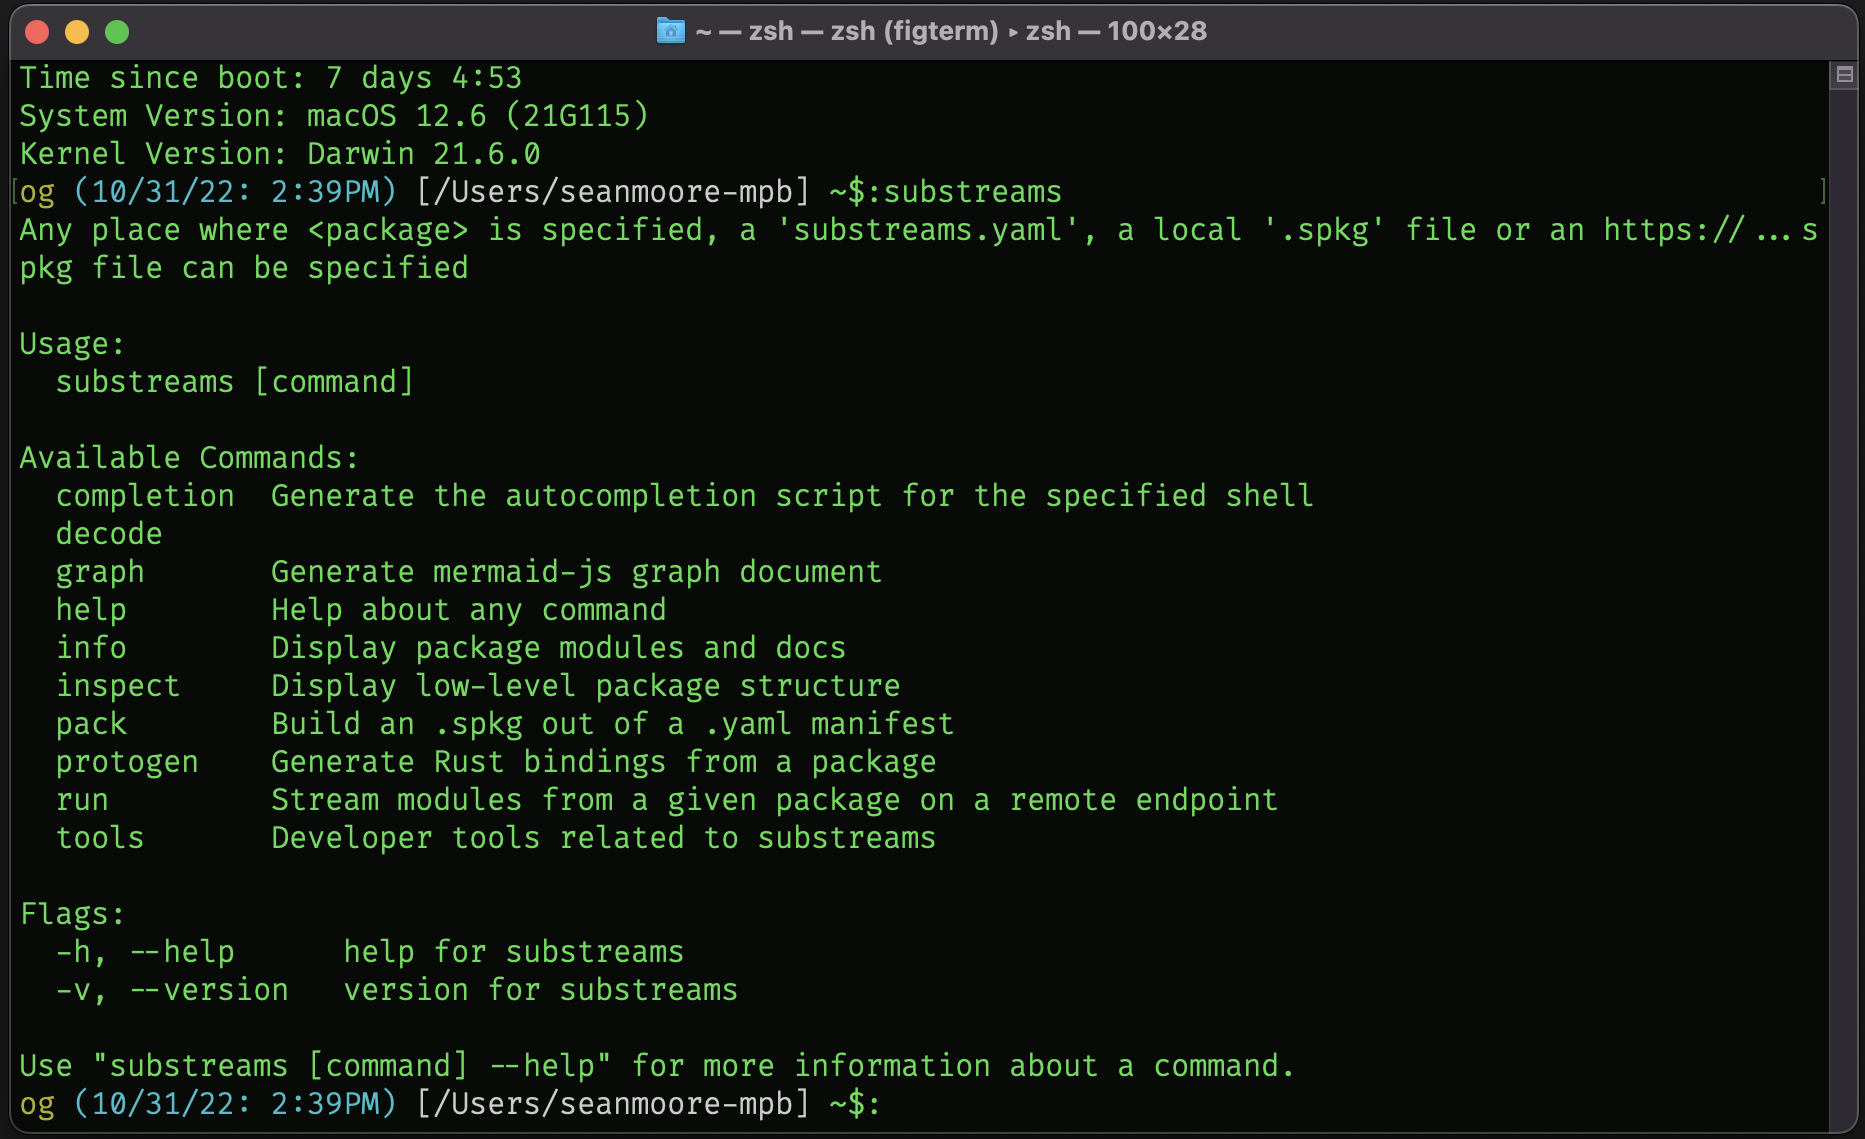 ~ — zsh — zsh (figterm) ▸ zsh — 100×28
Time since boot: 7 days 4:53
System Version: macOS 12.6 (21G115)
Kernel Version: Darwin 21.6.0
[og (10/31/22: 2:39PM) [/Users/seanmoore-mpb] ~$:substreams ]
Any place where <package> is specified, a 'substreams.yaml', a local '.spkg' file or an https://...s
pkg file can be specified

Usage:
  substreams [command]

Available Commands:
  completion  Generate the autocompletion script for the specified shell
  decode
  graph       Generate mermaid-js graph document
  help        Help about any command
  info        Display package modules and docs
  inspect     Display low-level package structure
  pack        Build an .spkg out of a .yaml manifest
  protogen    Generate Rust bindings from a package
  run         Stream modules from a given package on a remote endpoint
  tools       Developer tools related to substreams

Flags:
  -h, --help      help for substreams
  -v, --version   version for substreams

Use "substreams [command] --help" for more information about a command.
og (10/31/22: 2:39PM) [/Users/seanmoore-mpb] ~$: